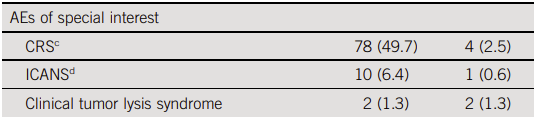 AEs of special interest
CRSᶜ 78 (49.7) 4 (2.5)
ICANSᵈ 10 (6.4) 1 (0.6)
Clinical tumor lysis syndrome 2 (1.3) 2 (1.3)